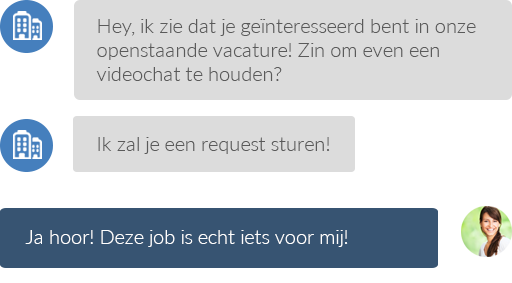 Hey, ik zie dat je geïnteresseerd bent in onze
openstaande vacature! Zin om even een
videochat te houden?
Ik zal je een request sturen!
Ja hoor! Deze job is echt iets voor mij!